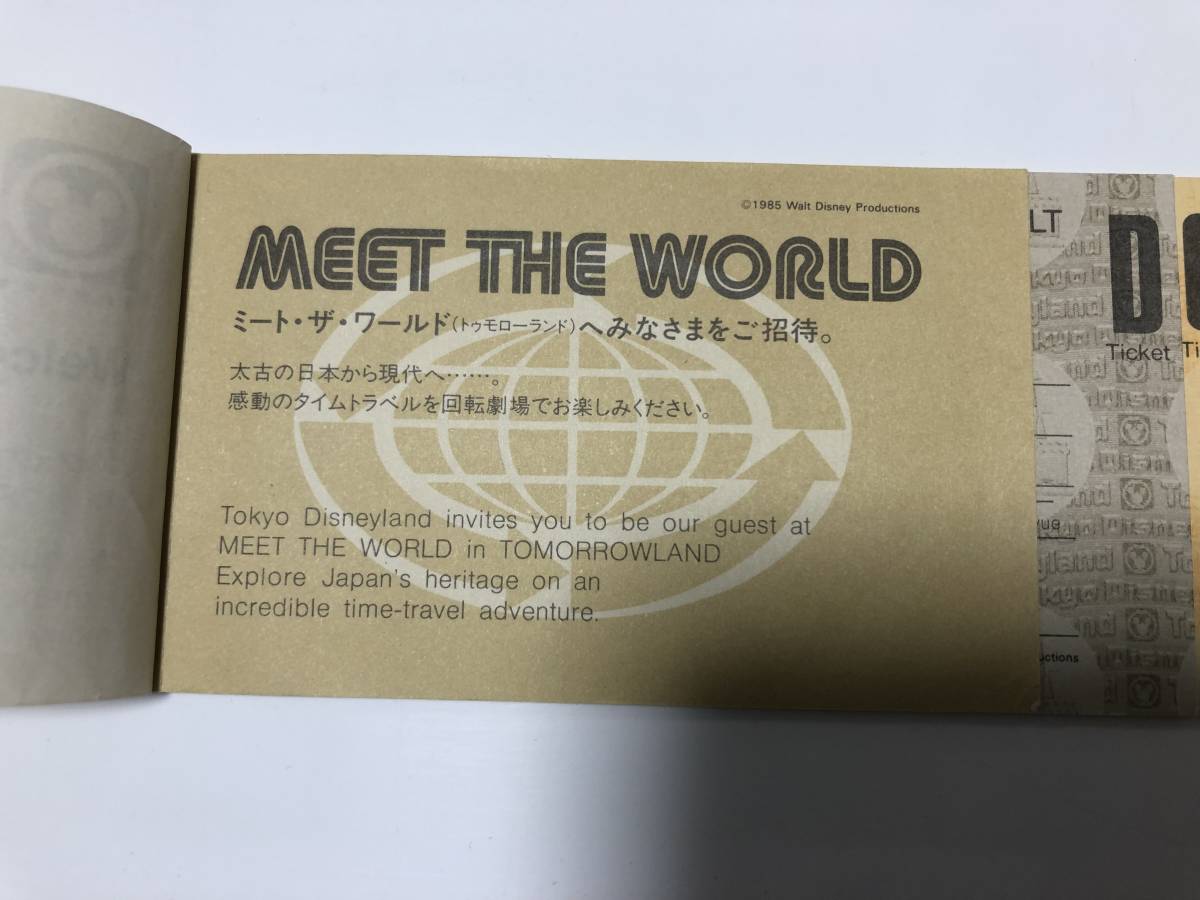 ©1985 Walt Disney Productions
MEET THE WORLD
ミート・ザ・ワールド(トゥモローランド)へみなさまをご招待。
太古の日本から現代へ……。
感動のタイムトラベルを回転劇場でお楽しみください。
Tokyo Disneyland invites you to be our guest at
MEET THE WORLD in TOMORROWLAND
Explore Japan's heritage on an
incredible time-travel adventure.
LT
D
Ticket